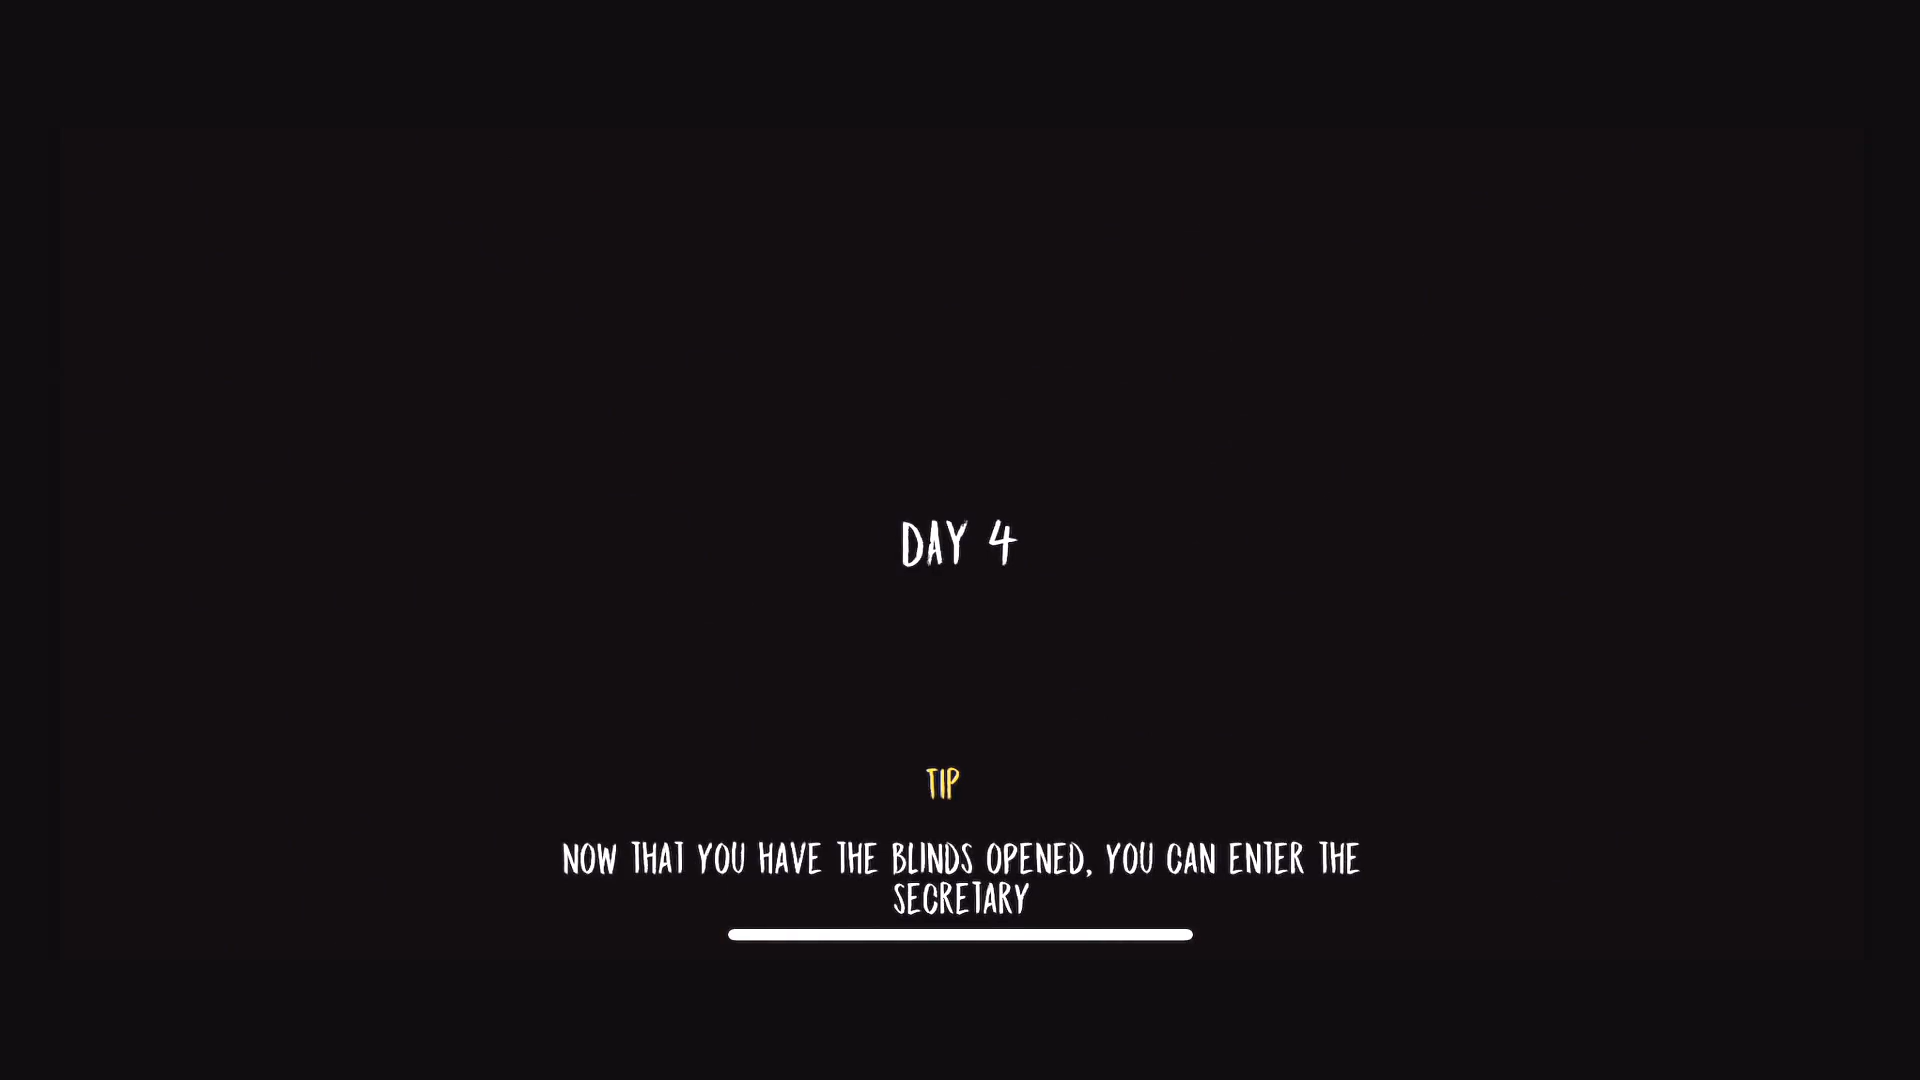 DAY 4
TIP
NOW THAT YOU HAVE THE BLINDS OPENED, YOU CAN ENTER THE
SECRETARY